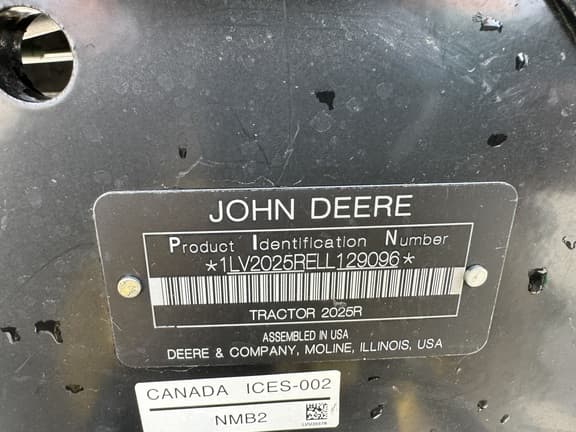 JOHN DEERE
Product Identification Number
*1LV2025RELL129096*
TRACTOR 2025R
ASSEMBLED IN USA
DEERE & COMPANY, MOLINE, ILLINOIS, USA
CANADA ICES-002
NMB2